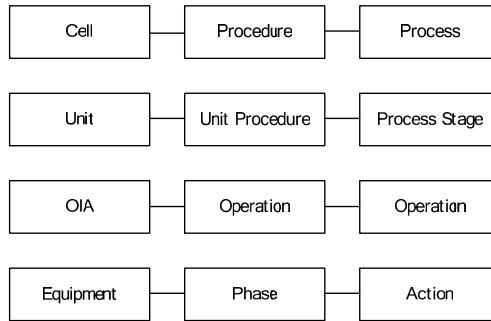 Cell Procedure Process
Unit Unit Procedure Process Stage
OIA Operation Operation
Equipment Phase Action